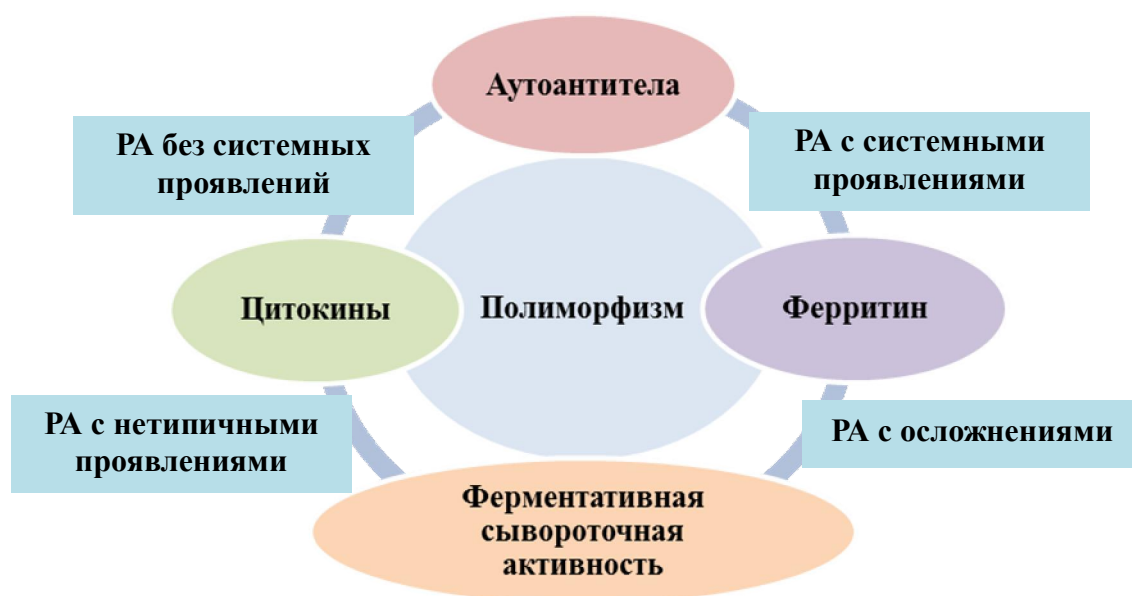 Аутоантитела
РА без системных
проявлений
РА с системными
проявлениями
Цитокины
Полиморфизм
Ферритин
РА с нетипичными
проявлениями
РА с осложнениями
Ферментативная
сывороточная
активность